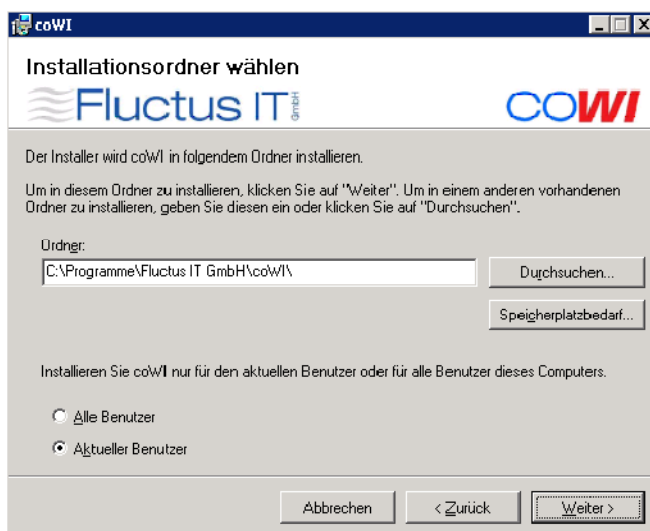 coWI
Installationsordner wählen
Fluctus IT GmbH
COWI
Der Installer wird coWI in folgendem Ordner installieren.
Um in diesem Ordner zu installieren, klicken Sie auf "Weiter". Um in einem anderen vorhandenen
Ordner zu installieren, geben Sie diesen ein oder klicken Sie auf "Durchsuchen".
Ordner:
C:\Programme\Fluctus IT GmbH\coWI\
Durchsuchen...
Speicherplatzbedarf...
Installieren Sie coWI nur für den aktuellen Benutzer oder für alle Benutzer dieses Computers.
Alle Benutzer
Aktueller Benutzer
Abbrechen
< Zurück
Weiter >